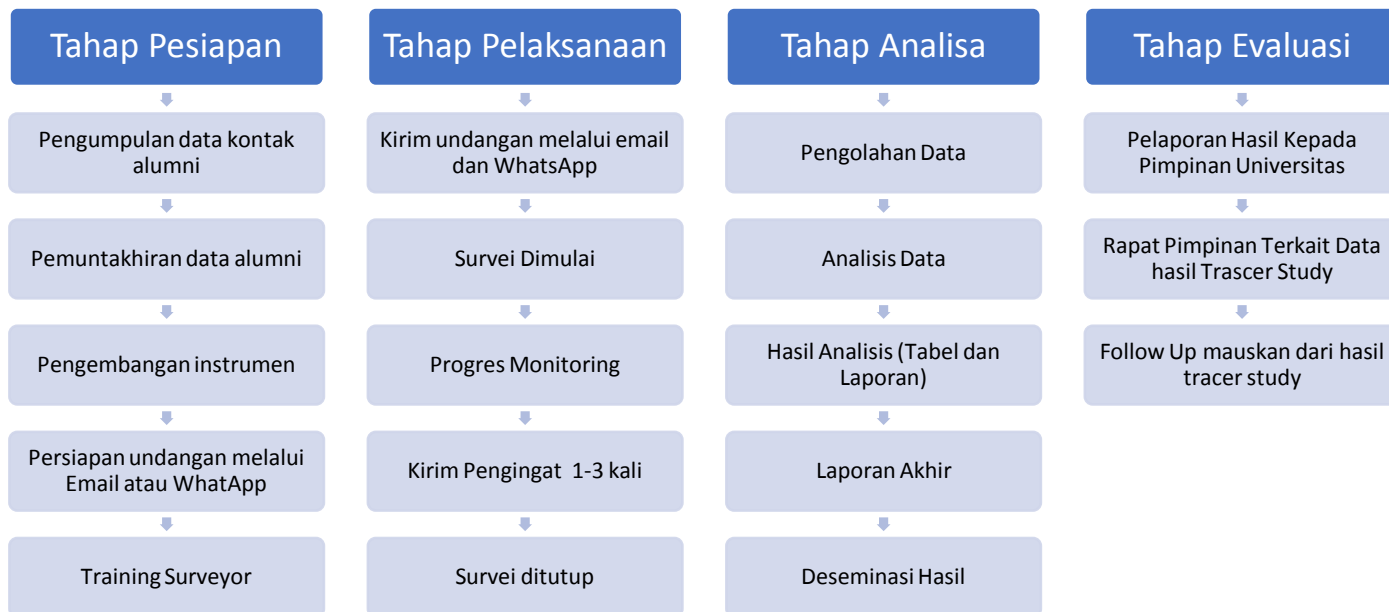 Tahap Pesiapan
Pengumpulan data kontak
alumni
Pemuntakhiran data alumni
Pengembangan instrumen
Persiapan undangan melalui
Email atau WhatApp
Training Surveyor
Tahap Pelaksanaan
Kirim undangan melalui email
dan WhatsApp
Survei Dimulai
Progres Monitoring
Kirim Pengingat 1-3 kali
Survei ditutup
Tahap Analisa
Pengolahan Data
Analisis Data
Hasil Analisis (Tabel dan
Laporan)
Laporan Akhir
Deseminasi Hasil
Tahap Evaluasi
Pelaporan Hasil Kepada
Pimpinan Universitas
Rapat Pimpinan Terkait Data
hasil Trascer Study
Follow Up mauskan dari hasil
tracer study